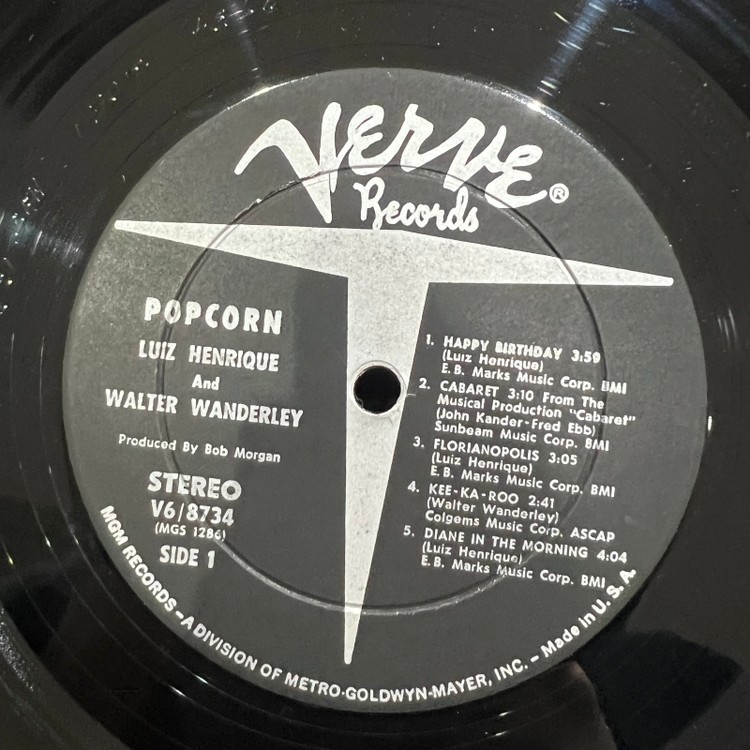 Verve®
Records
POPCORN
LUIZ HENRIQUE
And
WALTER WANDERLEY
Produced By Bob Morgan
STEREO
V6/8734
(MGS 1286)
SIDE 1
1. HAPPY BIRTHDAY 3:59
(Luiz Henrique)
E.B. Marks Music Corp. BMI
2. CABARET 3:10 From The
Musical Production "Cabaret"
(John Kander-Fred Ebb)
Sunbeam Music Corp. BMI
3. FLORIANOPOLIS 3:05
(Luiz Henrique)
E.B. Marks Music Corp. BMI
4. KEE-KA-ROO 2:41
(Walter Wanderley)
Colgems Music Corp. ASCAP
5. DIANE IN THE MORNING 4:04
(Luiz Henrique)
E.B. Marks Music Corp. BMI
MGM RECORDS – A DIVISION OF METRO-GOLDWYN-MAYER, INC. – Made in U.S.A.